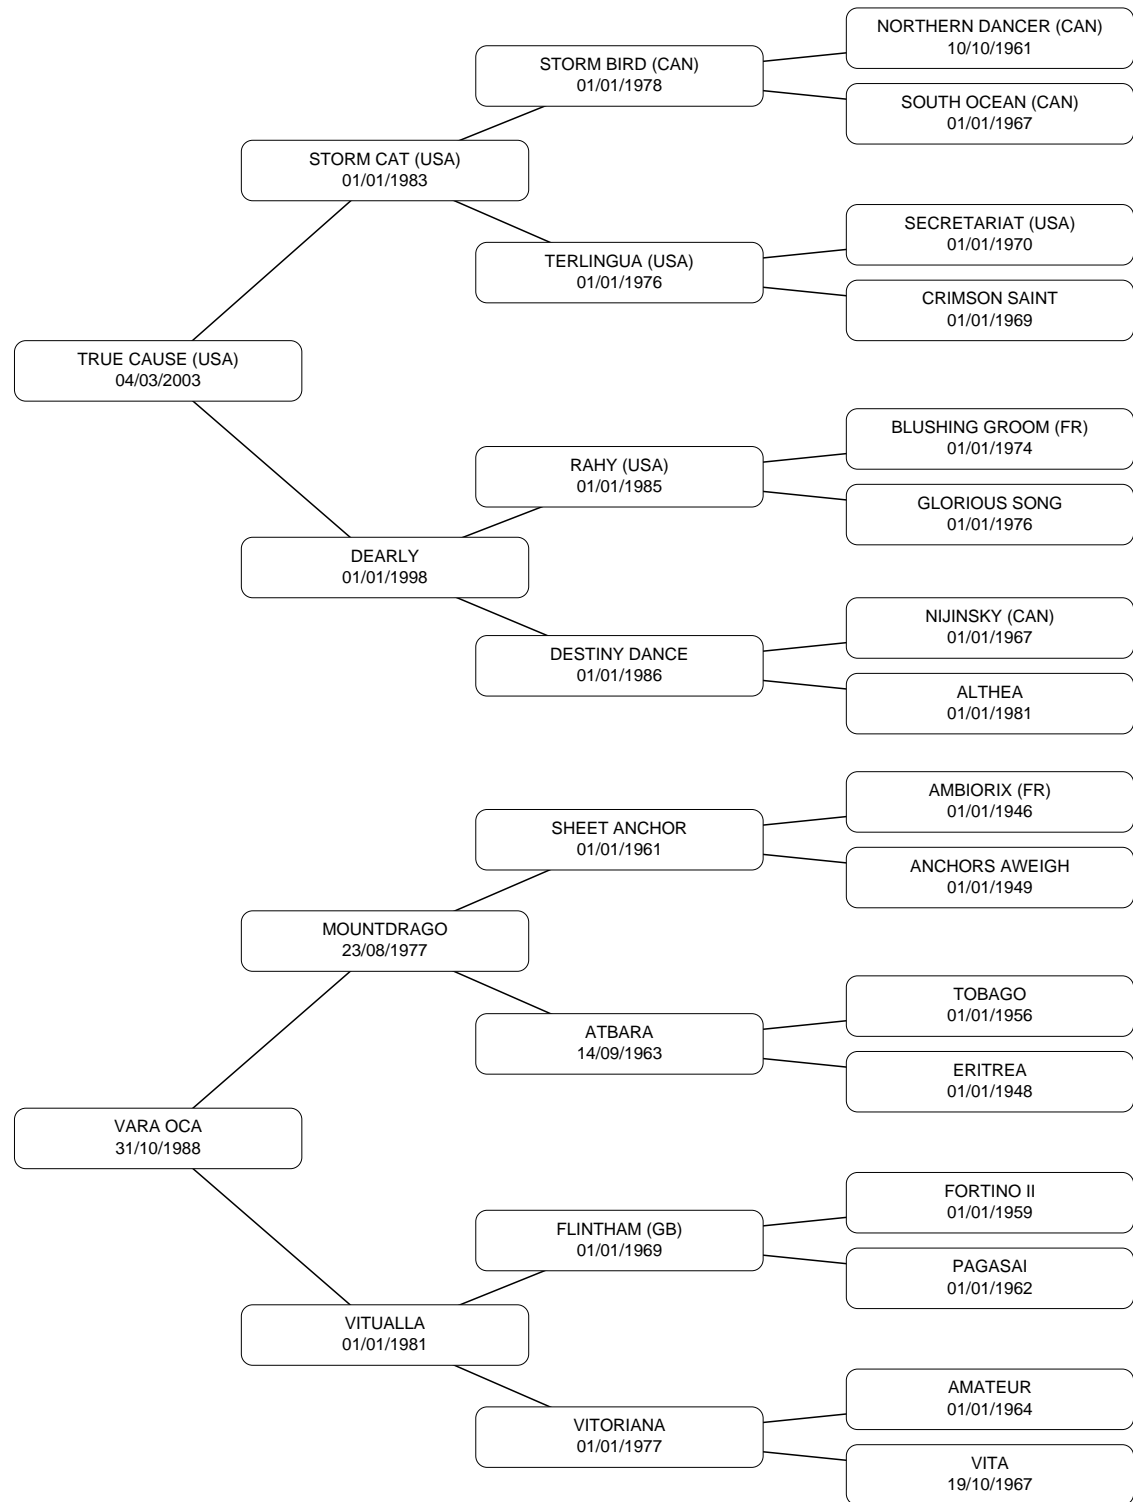 NORTHERN DANCER (CAN)
10/10/1961
STORM BIRD (CAN)
01/01/1978
SOUTH OCEAN (CAN)
01/01/1967
STORM CAT (USA)
01/01/1983
SECRETARIAT (USA)
01/01/1970
TERLINGUA (USA)
01/01/1976
CRIMSON SAINT
01/01/1969
TRUE CAUSE (USA)
04/03/2003
BLUSHING GROOM (FR)
01/01/1974
RAHY (USA)
01/01/1985
GLORIOUS SONG
01/01/1976
DEARLY
01/01/1998
NIJINSKY (CAN)
01/01/1967
DESTINY DANCE
01/01/1986
ALTHEA
01/01/1981
AMBIORIX (FR)
01/01/1946
SHEET ANCHOR
01/01/1961
ANCHORS AWEIGH
01/01/1949
MOUNTDRAGO
23/08/1977
TOBAGO
01/01/1956
ATBARA
14/09/1963
ERITREA
01/01/1948
VARA OCA
31/10/1988
FORTINO II
01/01/1959
FLINTHAM (GB)
01/01/1969
PAGASAI
01/01/1962
VITUALLA
01/01/1981
AMATEUR
01/01/1964
VITORIANA
01/01/1977
VITA
19/10/1967